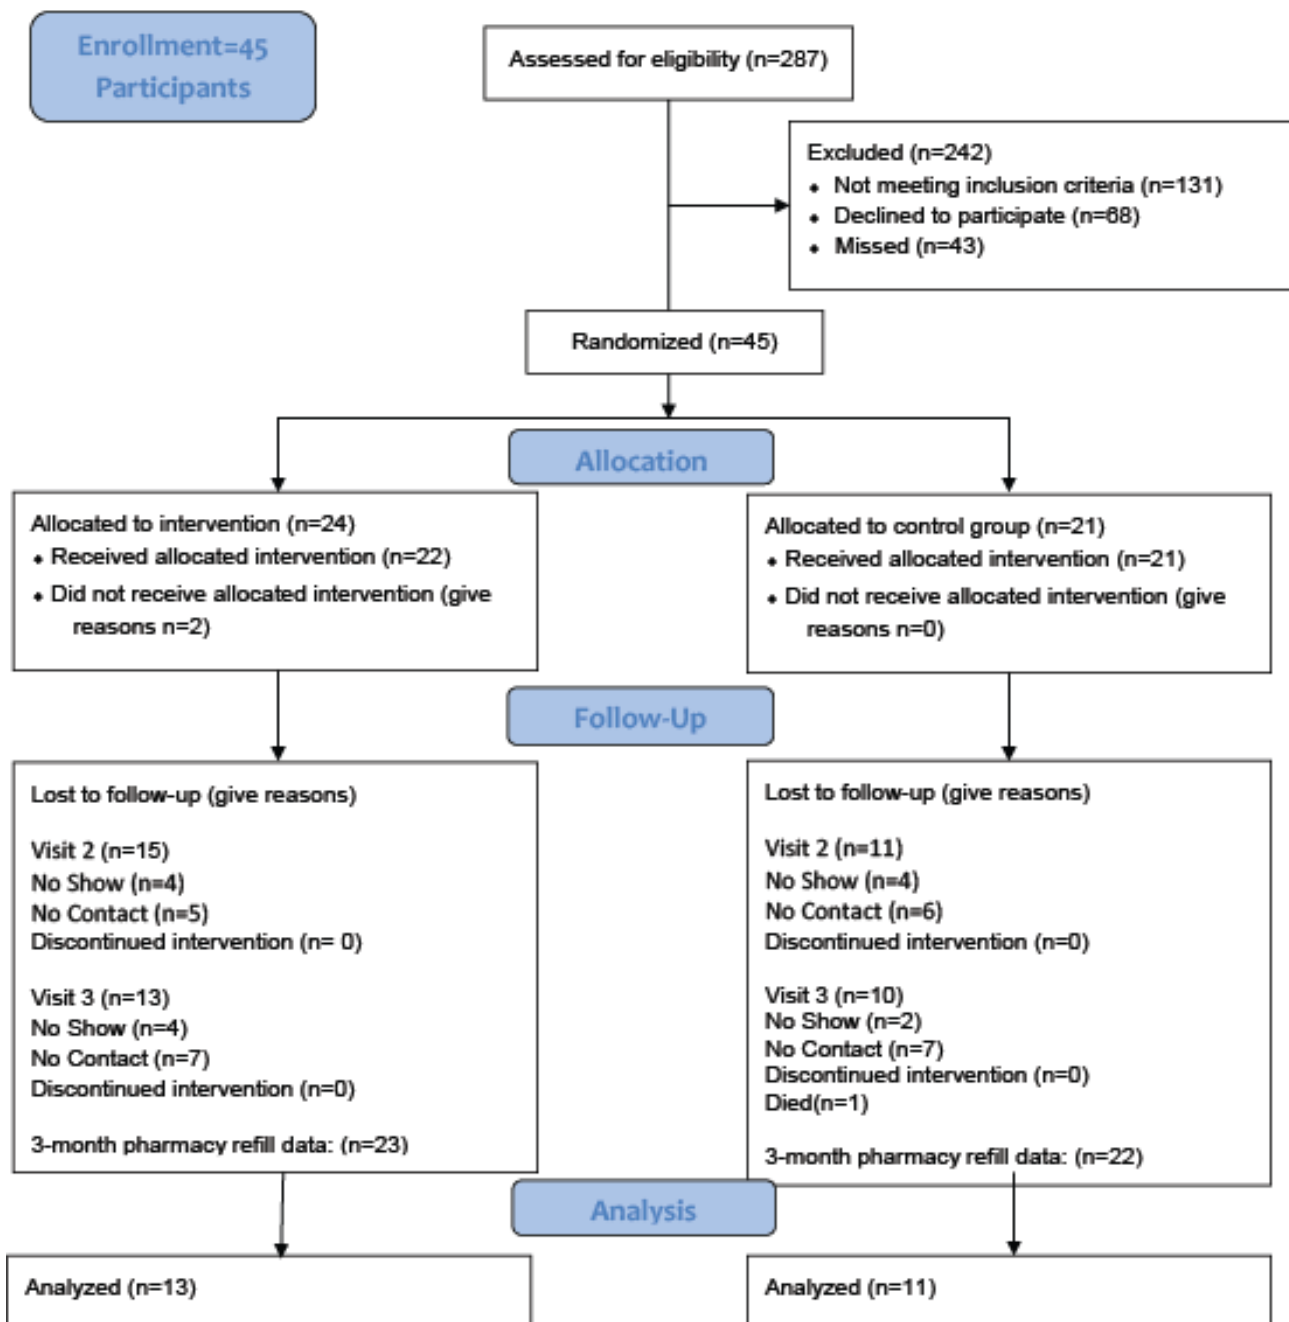 Enrollment=45
Participants
Assessed for eligibility (n=287)
Excluded (n=242)
• Not meeting inclusion criteria (n=131)
• Declined to participate (n=68)
• Missed (n=43)
Randomized (n=45)
Allocation
Allocated to intervention (n=24)
• Received allocated intervention (n=22)
• Did not receive allocated intervention (give
reasons n=2)
Allocated to control group (n=21)
• Received allocated intervention (n=21)
• Did not receive allocated intervention (give
reasons n=0)
Follow-Up
Lost to follow-up (give reasons)
Visit 2 (n=15)
No Show (n=4)
No Contact (n=5)
Discontinued intervention (n= 0)
Visit 3 (n=13)
No Show (n=4)
No Contact (n=7)
Discontinued intervention (n=0)
3-month pharmacy refill data: (n=23)
Lost to follow-up (give reasons)
Visit 2 (n=11)
No Show (n=4)
No Contact (n=6)
Discontinued intervention (n=0)
Visit 3 (n=10)
No Show (n=2)
No Contact (n=7)
Discontinued intervention (n=0)
Died(n=1)
3-month pharmacy refill data: (n=22)
Analysis
Analyzed (n=13)
Analyzed (n=11)